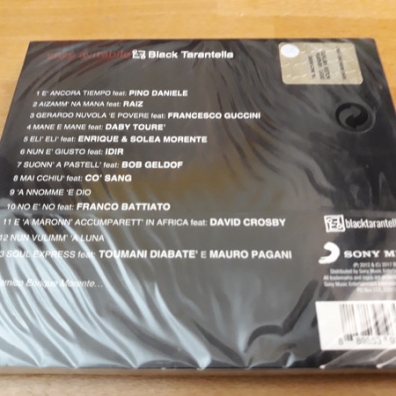 Black Tarantella
1 E' ANCORA TIEMPO feat: PINO DANIELE
2 AIZAMM' NA MANA feat: RAIZ
3 GERARDO NUVOLA 'E POVERE feat: FRANCESCO GUCCINI
4 MANE E MANE feat: DABY TOURE'
5 ELI' ELI' feat: ENRIQUE & SOLEA MORENTE
6 NUN E' GIUSTO feat: IDIR
7 SUONN' A PASTELL' feat: BOB GELDOF
8 MAI CCHIU' feat: CO' SANG
9 'A NNOMME 'E DIO
10 NO E' NO feat: FRANCO BATTIATO
11 E 'A MARONN' ACCUMPARETT' IN AFRICA feat: DAVID CROSBY
12 NUN VULIMM' 'A LUNA
SOUL EXPRESS feat: TOUMANI DIABATE' E MAURO PAGANI
Enrique Morente...
blacktarantel
SONY M